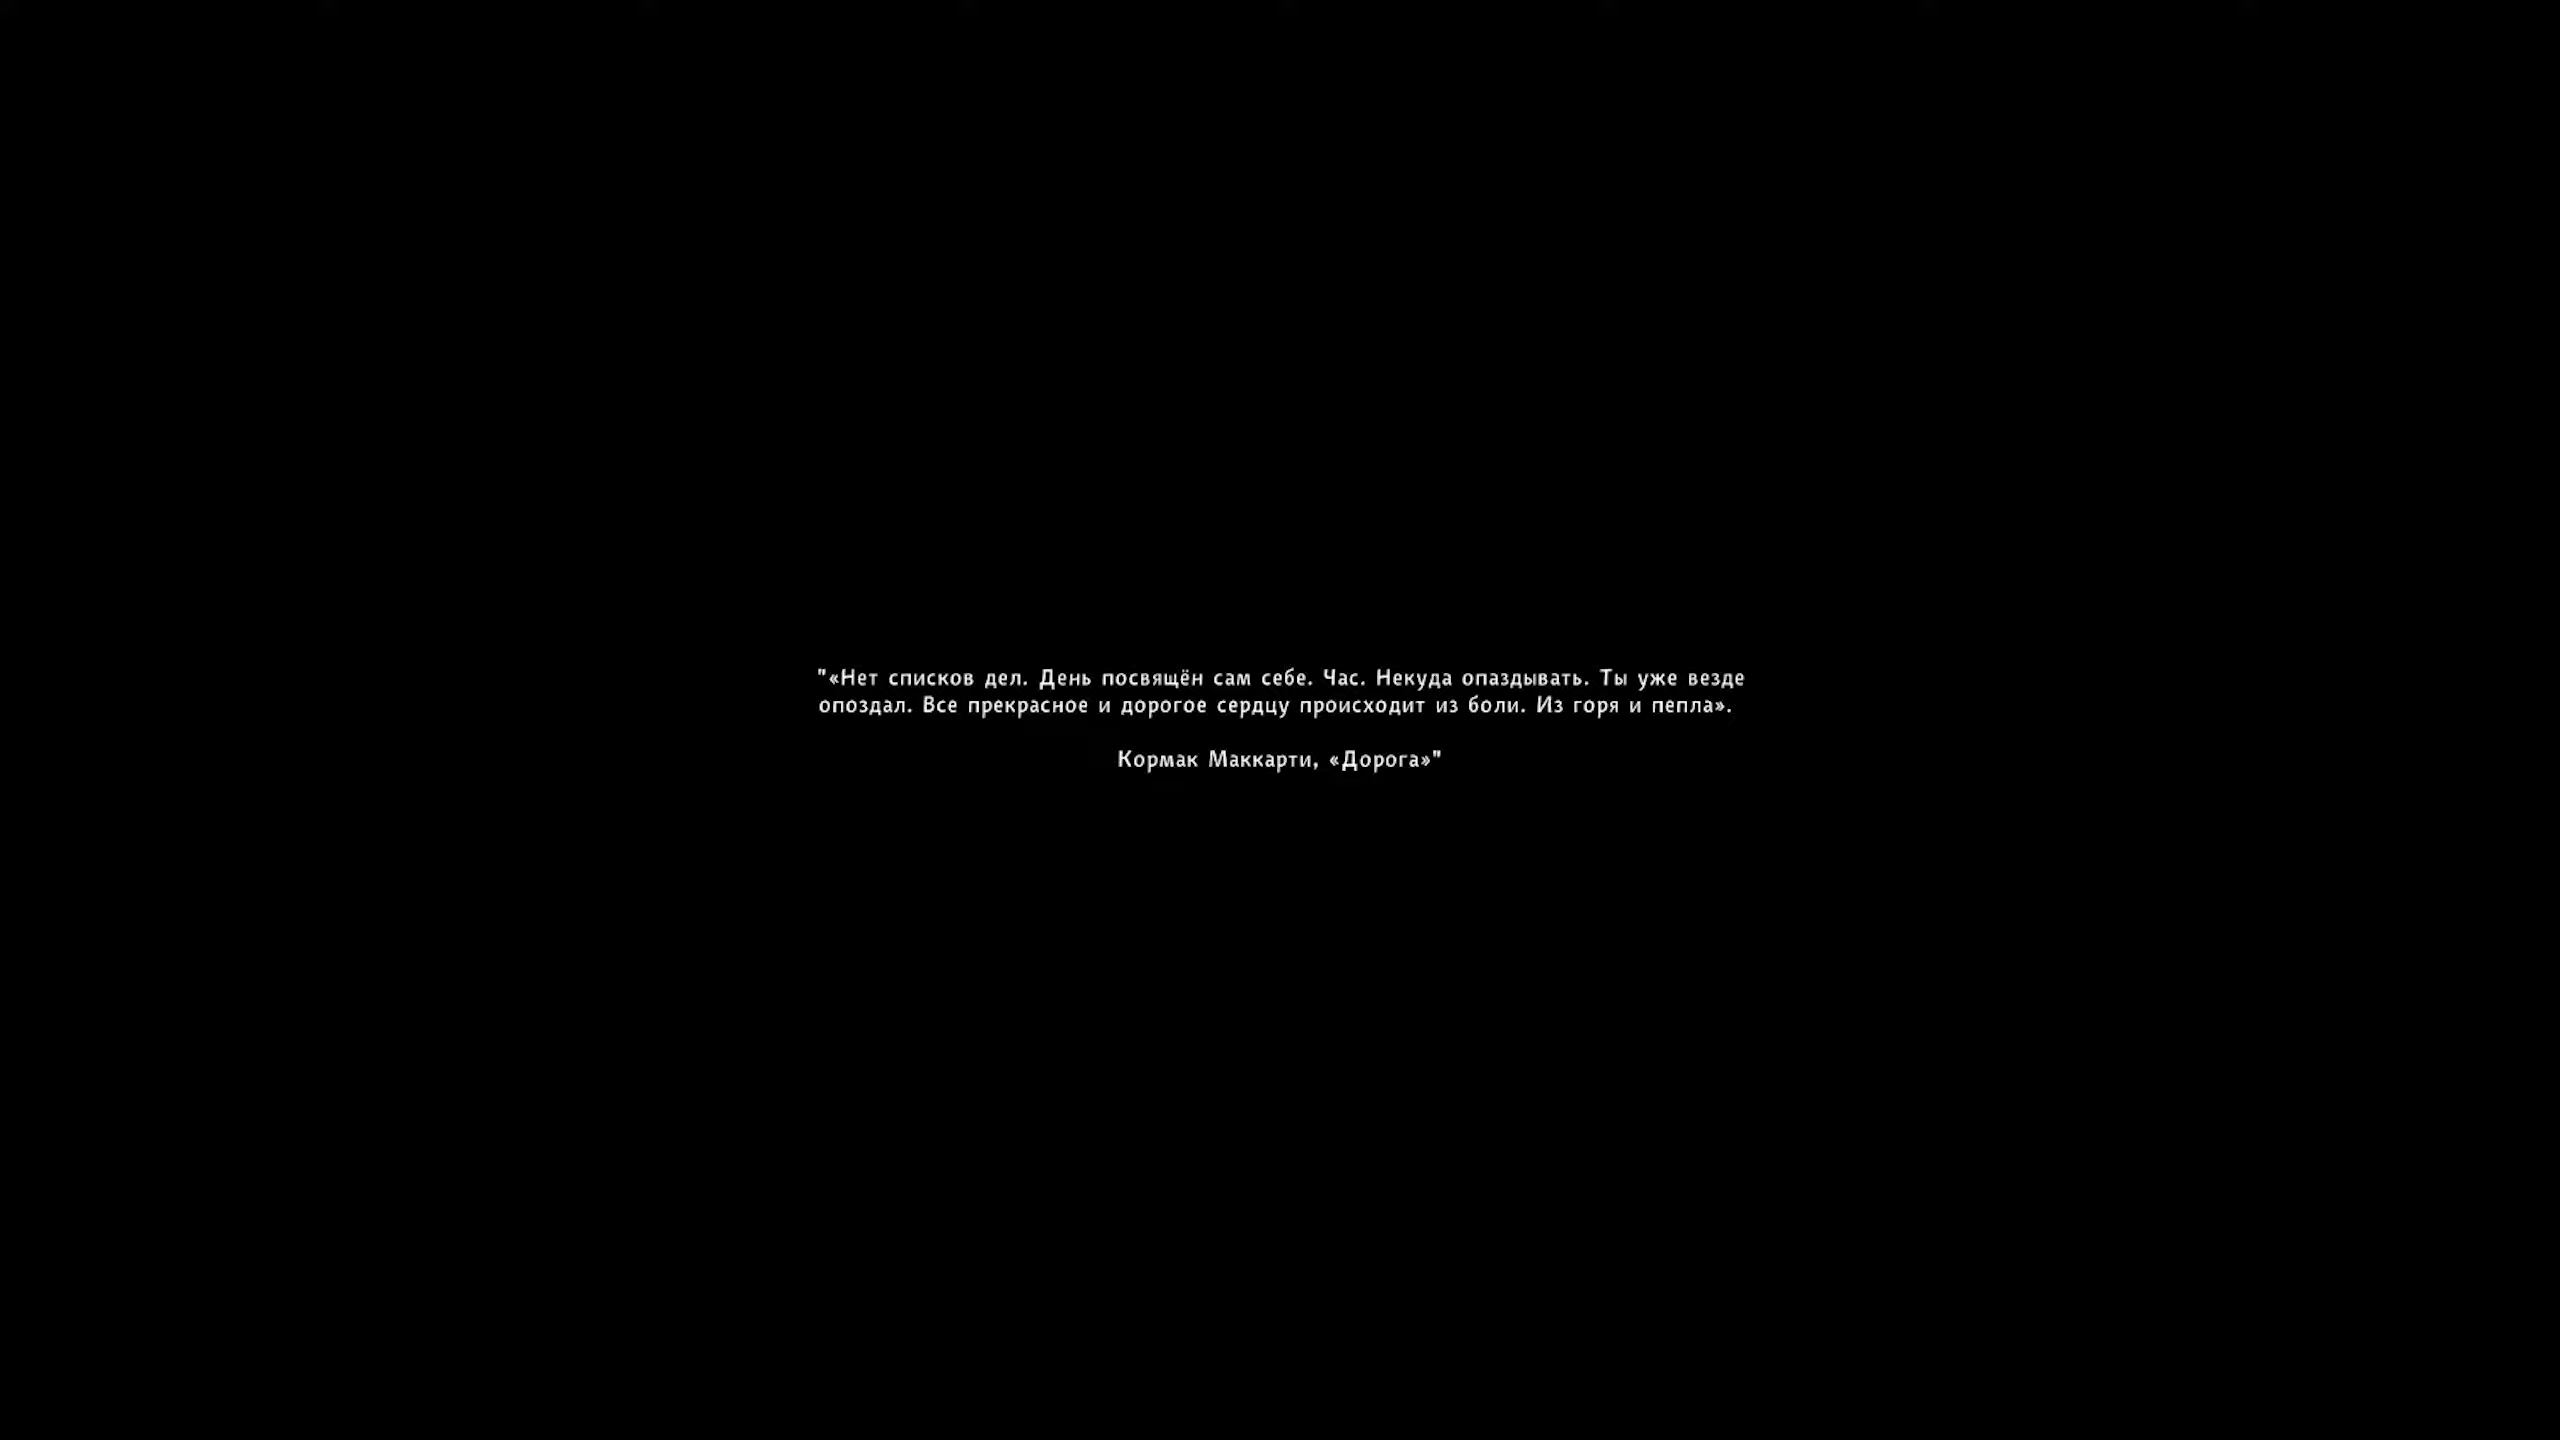 "«Нет списков дел. День посвящён сам себе. Час. Некуда опаздывать. Ты уже везде
опоздал. Все прекрасное и дорогое сердцу происходит из боли. Из горя и пепла».
Кормак Маккарти, «Дорога»"